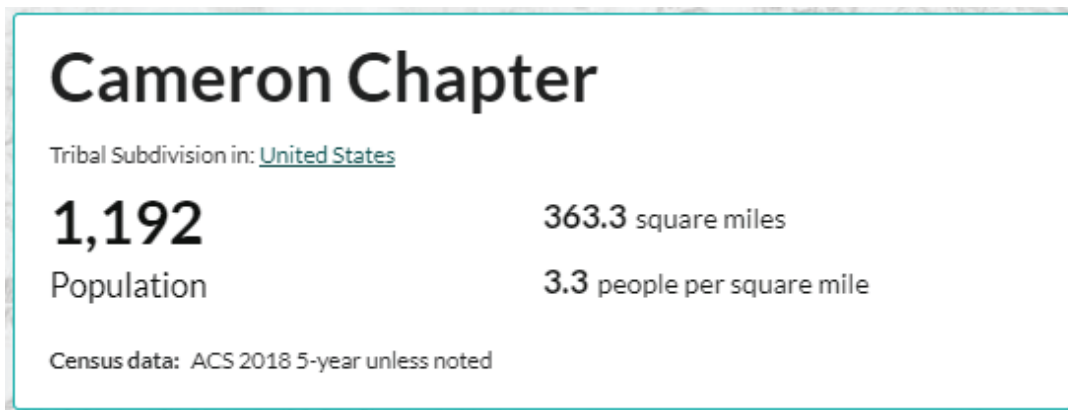 Cameron Chapter
Tribal Subdivision in: United States
1,192
Population
363.3 square miles
3.3 people per square mile
Census data: ACS 2018 5-year unless noted